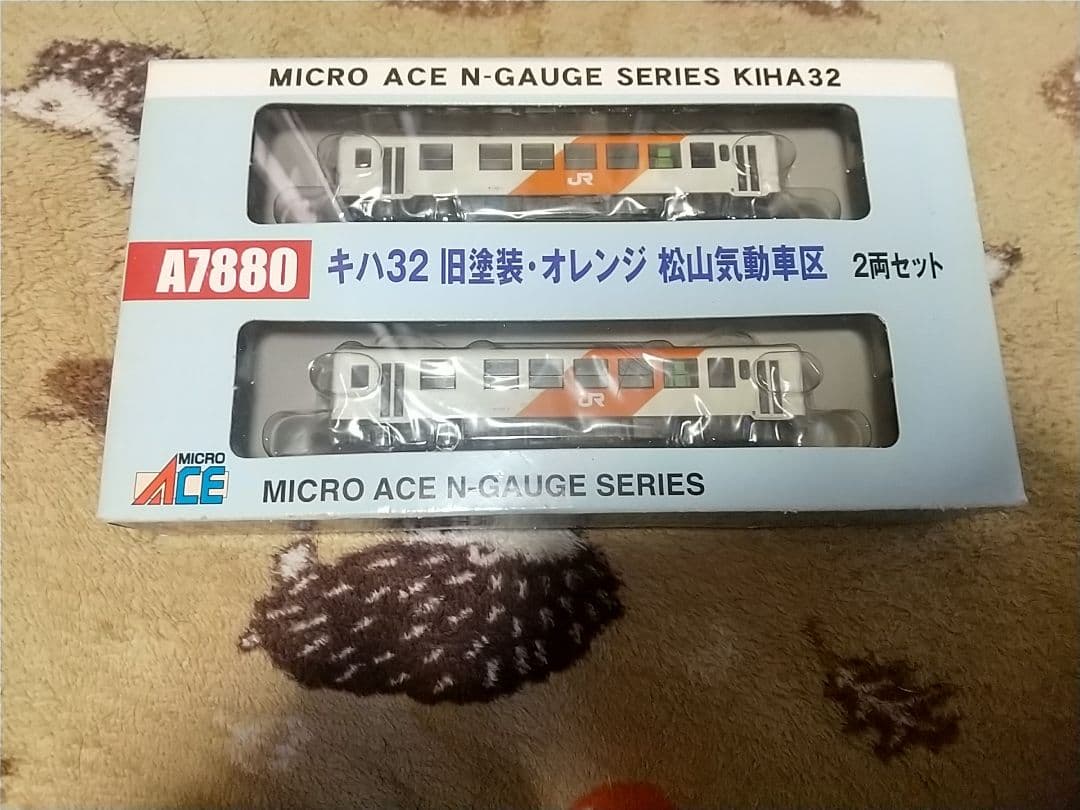 MICRO ACE N-GAUGE SERIES KIHA32
JR
A7880 キハ32 旧塗装・オレンジ 松山気動車区 2両セット
JR
MICRO
ACE
MICRO ACE N-GAUGE SERIES